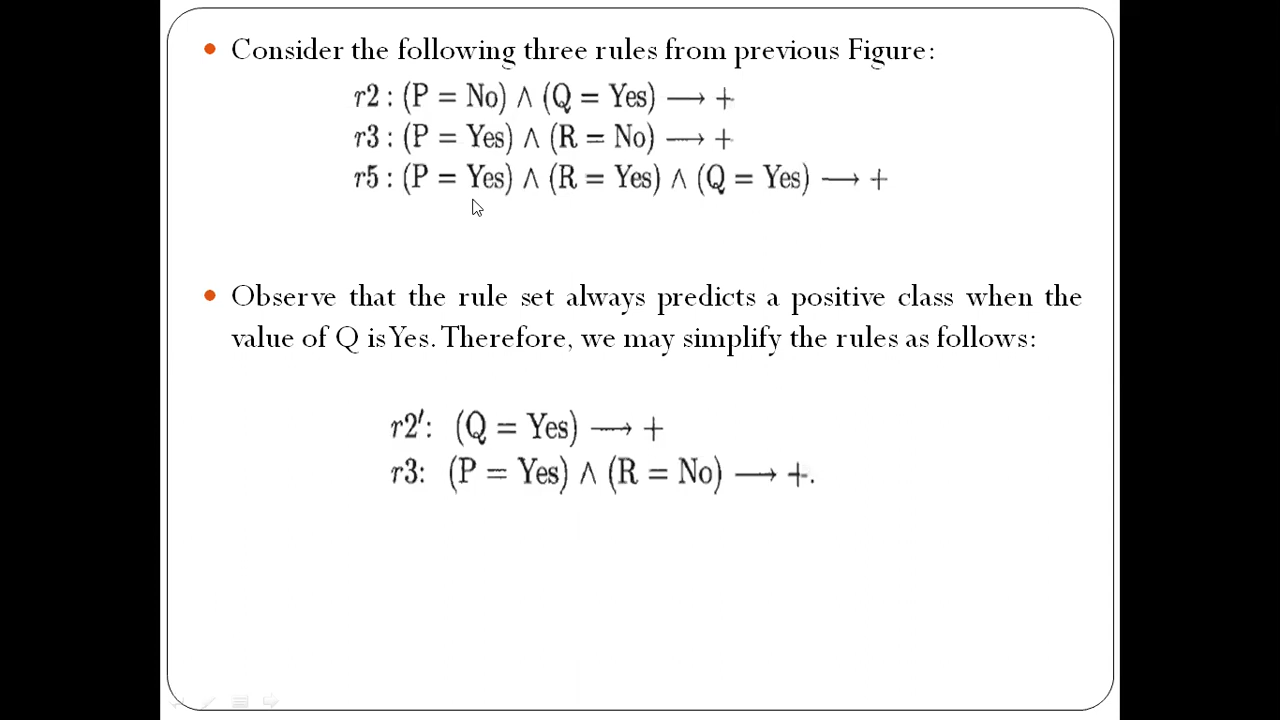 • Consider the following three rules from previous Figure:
r2 : (P = No) ∧ (Q = Yes) ⟶ +
r3 : (P = Yes) ∧ (R = No) ⟶ +
r5 : (P = Yes) ∧ (R = Yes) ∧ (Q = Yes) ⟶ +
• Observe that the rule set always predicts a positive class when the
value of Q is Yes. Therefore, we may simplify the rules as follows:
r2′: (Q = Yes) ⟶ +
r3: (P = Yes) ∧ (R = No) ⟶ +.